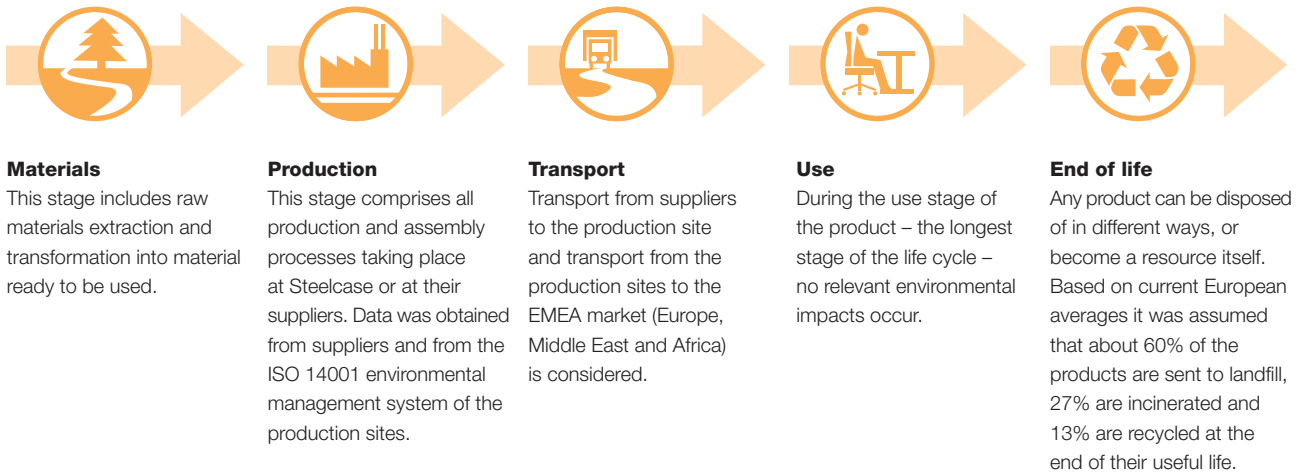 Materials
This stage includes raw
materials extraction and
transformation into material
ready to be used.
Production
This stage comprises all
production and assembly
processes taking place
at Steelcase or at their
suppliers. Data was obtained
from suppliers and from the
ISO 14001 environmental
management system of the
production sites.
Transport
Transport from suppliers
to the production site
and transport from the
production sites to the
EMEA market (Europe,
Middle East and Africa)
is considered.
Use
During the use stage of
the product – the longest
stage of the life cycle –
no relevant environmental
impacts occur.
End of life
Any product can be disposed
of in different ways, or
become a resource itself.
Based on current European
averages it was assumed
that about 60% of the
products are sent to landfill,
27% are incinerated and
13% are recycled at the
end of their useful life.